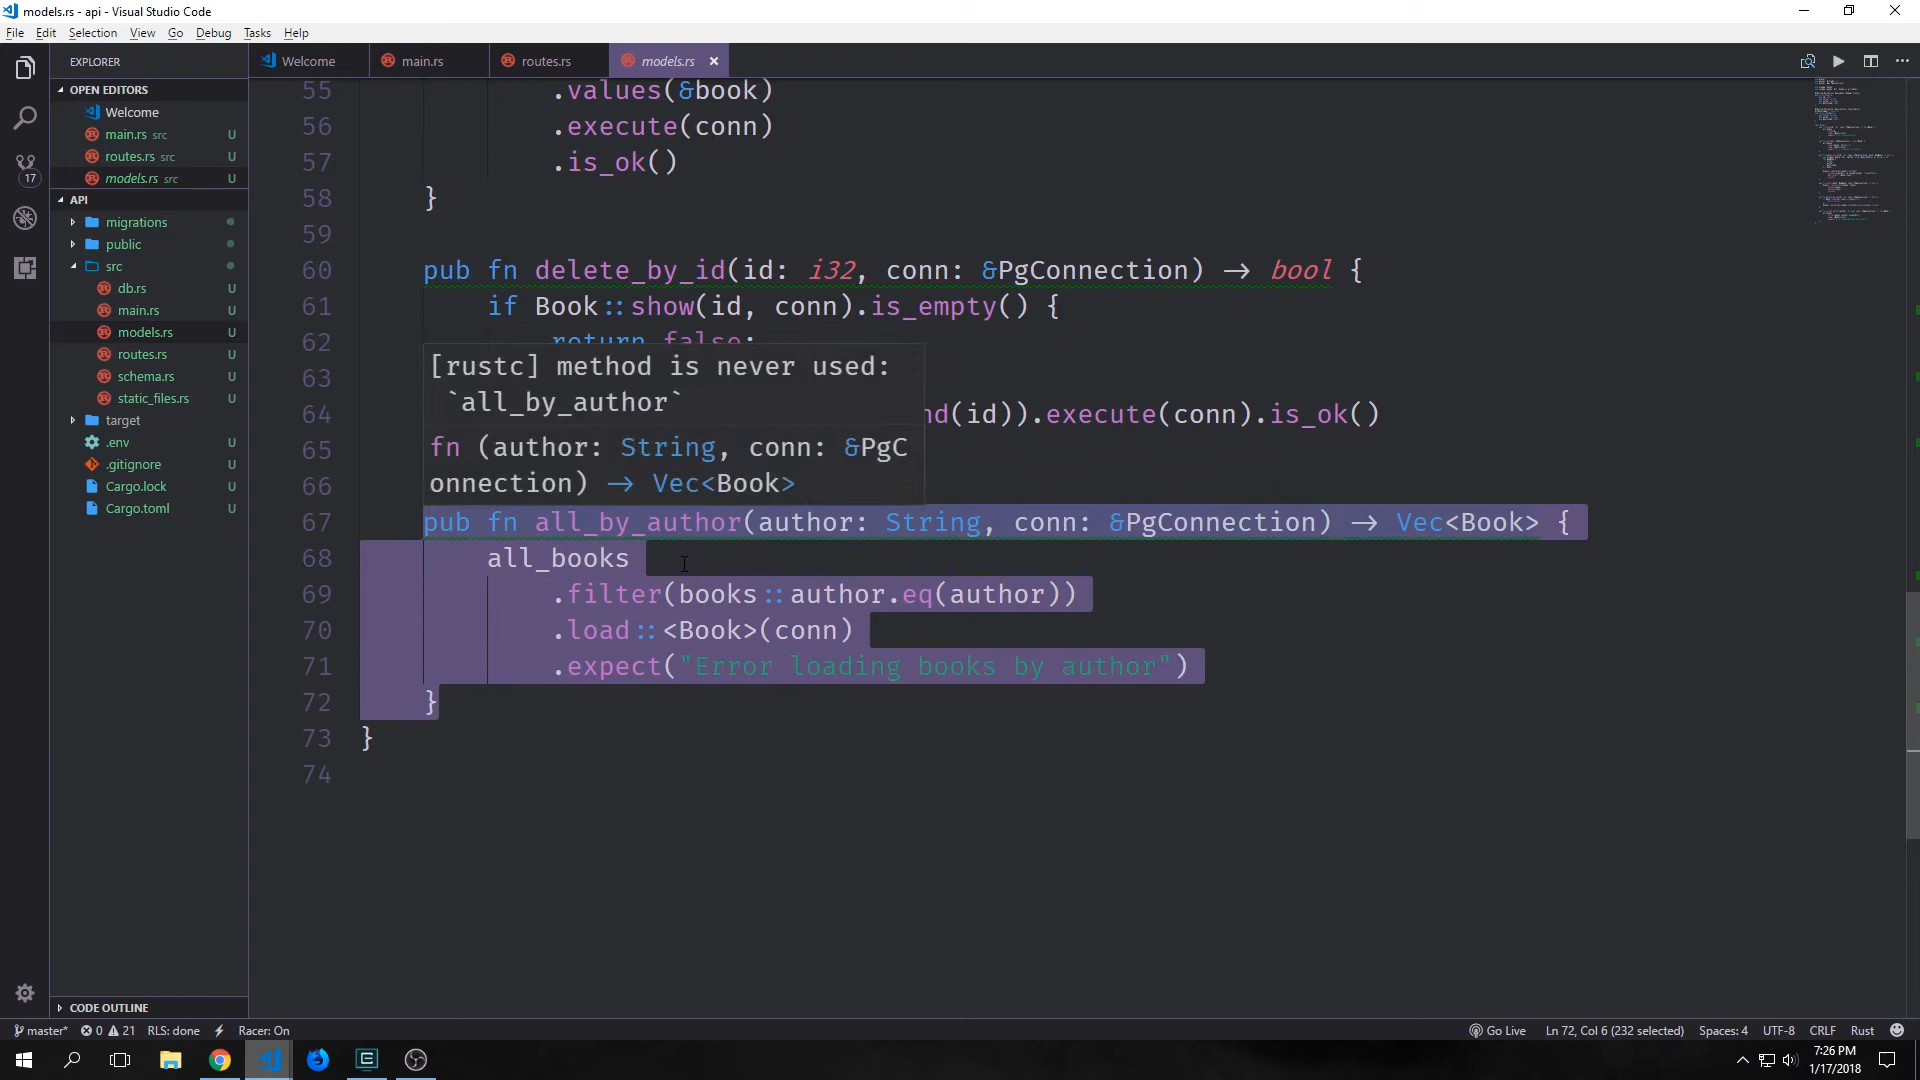 models.rs - api - Visual Studio Code
File Edit Selection View Go Debug Tasks Help
EXPLORER
OPEN EDITORS
Welcome
main.rs src U
routes.rs src U
models.rs src U
17
API
migrations
public
src
db.rs U
main.rs U
models.rs U
routes.rs U
schema.rs U
static_files.rs U
target
.env U
.gitignore U
Cargo.lock U
Cargo.toml U
CODE OUTLINE
Welcome main.rs routes.rs models.rs
55 .values(&book)
56 .execute(conn)
57 .is_ok()
58 }
59
60 pub fn delete_by_id(id: i32, conn: &PgConnection) -> bool {
61 if Book::show(id, conn).is_empty() {
62 return false;
63
64 nd(id)).execute(conn).is_ok()
65
66
[rustc] method is never used:
`all_by_author`
fn (author: String, conn: &PgC
onnection) -> Vec<Book>
67 pub fn all_by_author(author: String, conn: &PgConnection) -> Vec<Book> {
68 all_books
69 .filter(books::author.eq(author))
70 .load::<Book>(conn)
71 .expect("Error loading books by author")
72 }
73 }
74
master* 0 21 RLS: done Racer: On Go Live Ln 72, Col 6 (232 selected) Spaces: 4 UTF-8 CRLF Rust
7:26 PM
1/17/2018